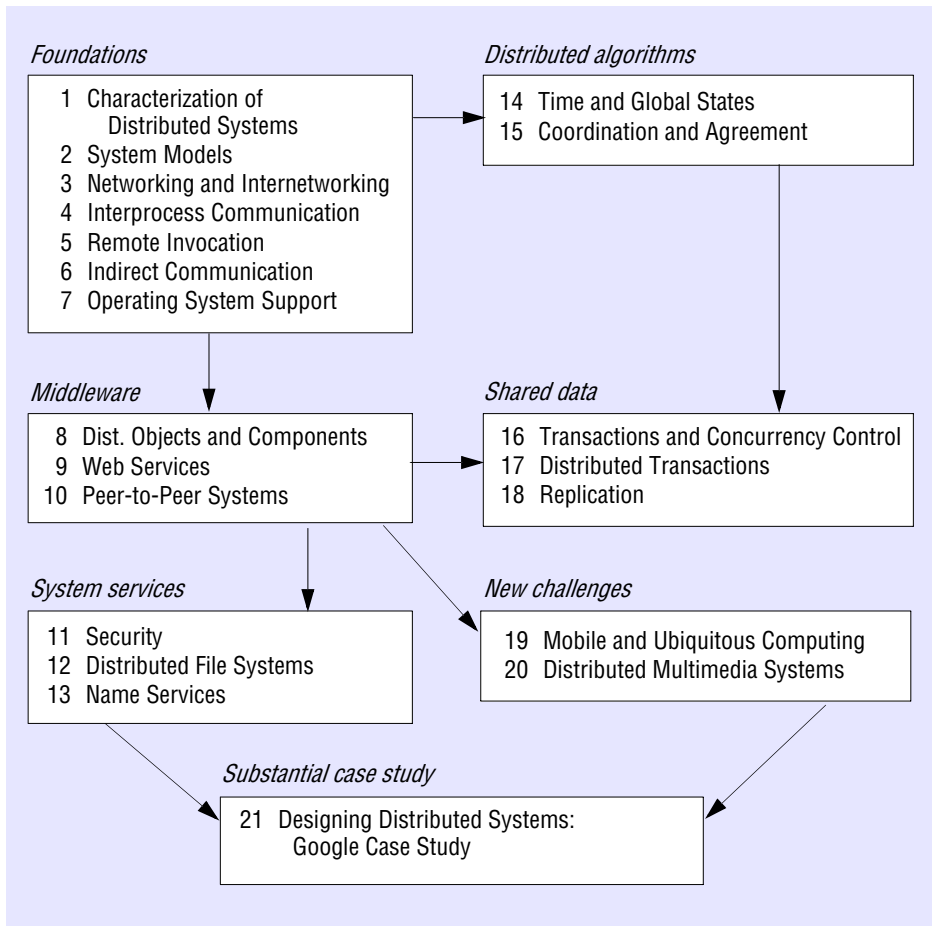 Foundations
1 Characterization of
Distributed Systems
2 System Models
3 Networking and Internetworking
4 Interprocess Communication
5 Remote Invocation
6 Indirect Communication
7 Operating System Support
Distributed algorithms
14 Time and Global States
15 Coordination and Agreement
Middleware
8 Dist. Objects and Components
9 Web Services
10 Peer-to-Peer Systems
Shared data
16 Transactions and Concurrency Control
17 Distributed Transactions
18 Replication
System services
11 Security
12 Distributed File Systems
13 Name Services
New challenges
19 Mobile and Ubiquitous Computing
20 Distributed Multimedia Systems
Substantial case study
21 Designing Distributed Systems:
Google Case Study